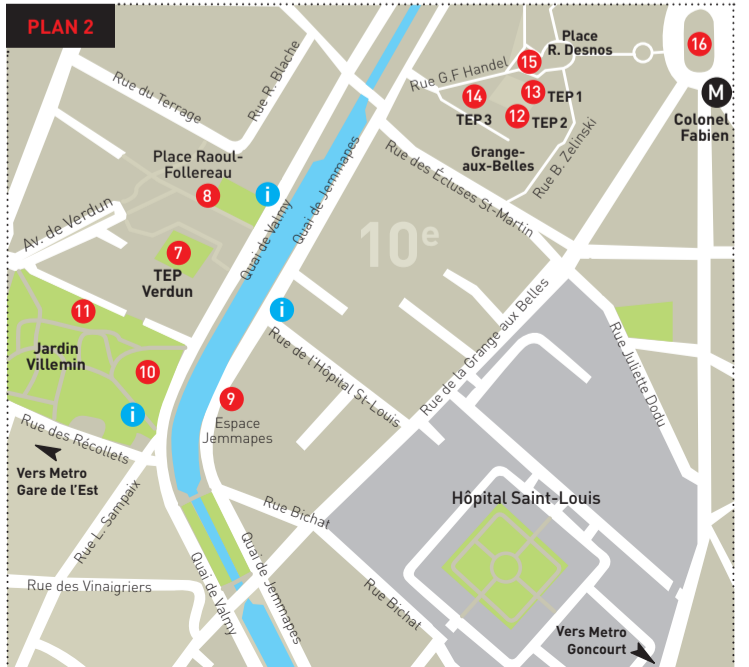 PLAN 2
16
Place
R. Desnos
15
Rue G.F Handel
M
Colonel
Fabien
13
TEP 1
14
TEP 3
12
TEP 2
Grange-
aux-Belles
Rue B. Zelinski
Rue R. Blache
Rue du Terrage
Place Raoul-
Follereau
8
i
Quai de Valmy
Quai de Jemmapes
Rue des Écluses St-Martin
10e
Av. de Verdun
7
TEP
Verdun
11
Jardin
Villemin
10
i
i
Rue de l'Hôpital St-Louis
Rue de la Grange aux Belles
Rue Juliette Dodu
9
Espace
Jemmapes
Rue des Récollets
Vers Metro
Gare de l'Est
Rue L. Sampaix
Rue Bichat
Hôpital Saint-Louis
Rue des Vinaigriers
Quai de Valmy
Quai de Jemmapes
Rue Bichat
Vers Metro
Goncourt